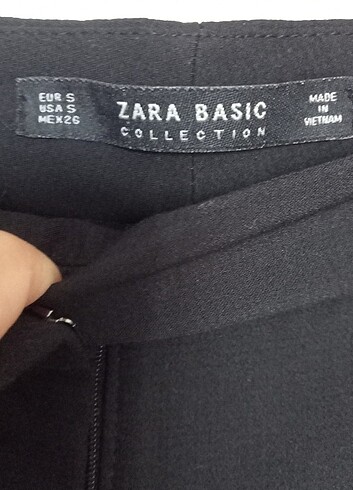 EUR S
USA S
MEX 26
ZARA BASIC
COLLECTION
MADE
IN
VIETNAM